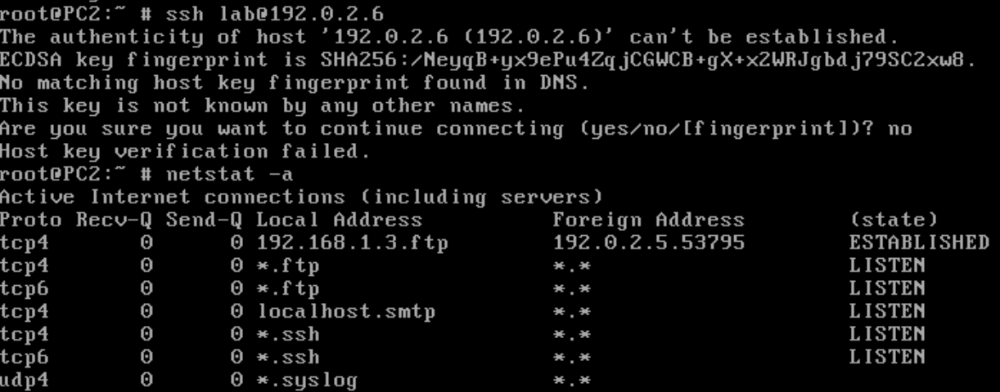 root@PC2:~ # ssh lab@192.0.2.6
The authenticity of host '192.0.2.6 (192.0.2.6)' can't be established.
ECDSA key fingerprint is SHA256:/NeyqB+yx9ePu4ZqjCGWCB+gX+x2WRJgbdj79SC2xw8.
No matching host key fingerprint found in DNS.
This key is not known by any other names.
Are you sure you want to continue connecting (yes/no/[fingerprint])? no
Host key verification failed.
root@PC2:~ # netstat -a
Active Internet connections (including servers)
Proto Recv-Q Send-Q Local Address          Foreign Address        (state)
tcp4       0      0 192.168.1.3.ftp        192.0.2.5.53795        ESTABLISHED
tcp4       0      0 *.ftp                  *.*                    LISTEN
tcp6       0      0 *.ftp                  *.*                    LISTEN
tcp4       0      0 localhost.smtp         *.*                    LISTEN
tcp4       0      0 *.ssh                  *.*                    LISTEN
tcp6       0      0 *.ssh                  *.*                    LISTEN
udp4       0      0 *.syslog               *.*